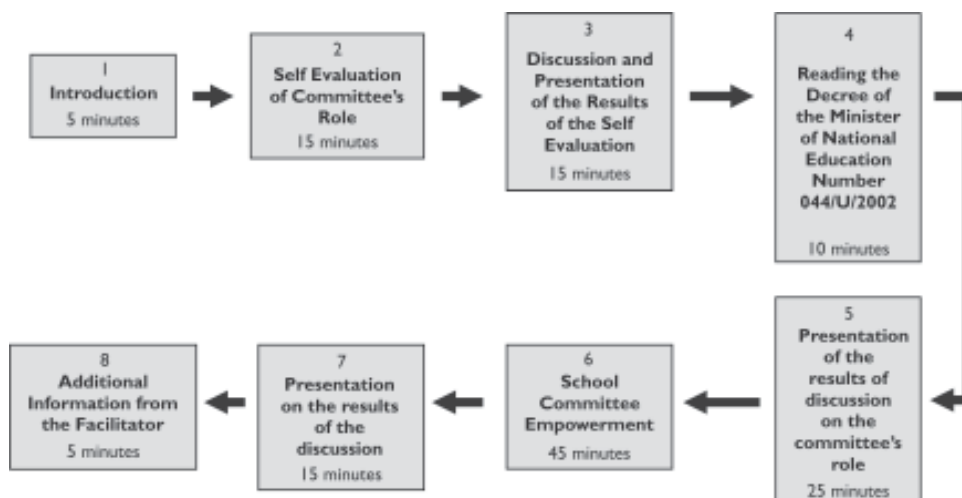 1
Introduction
5 minutes
2
Self Evaluation
of Committee's
Role
15 minutes
3
Discussion and
Presentation
of the Results
of the Self
Evaluation
15 minutes
4
Reading the
Decree of
the Minister
of National
Education
Number
044/U/2002
10 minutes
5
Presentation
of the
results of
discussion
on the
committee's
role
25 minutes
6
School
Committee
Empowerment
45 minutes
7
Presentation
on the results
of the
discussion
15 minutes
8
Additional
Information from
the Facilitator
5 minutes